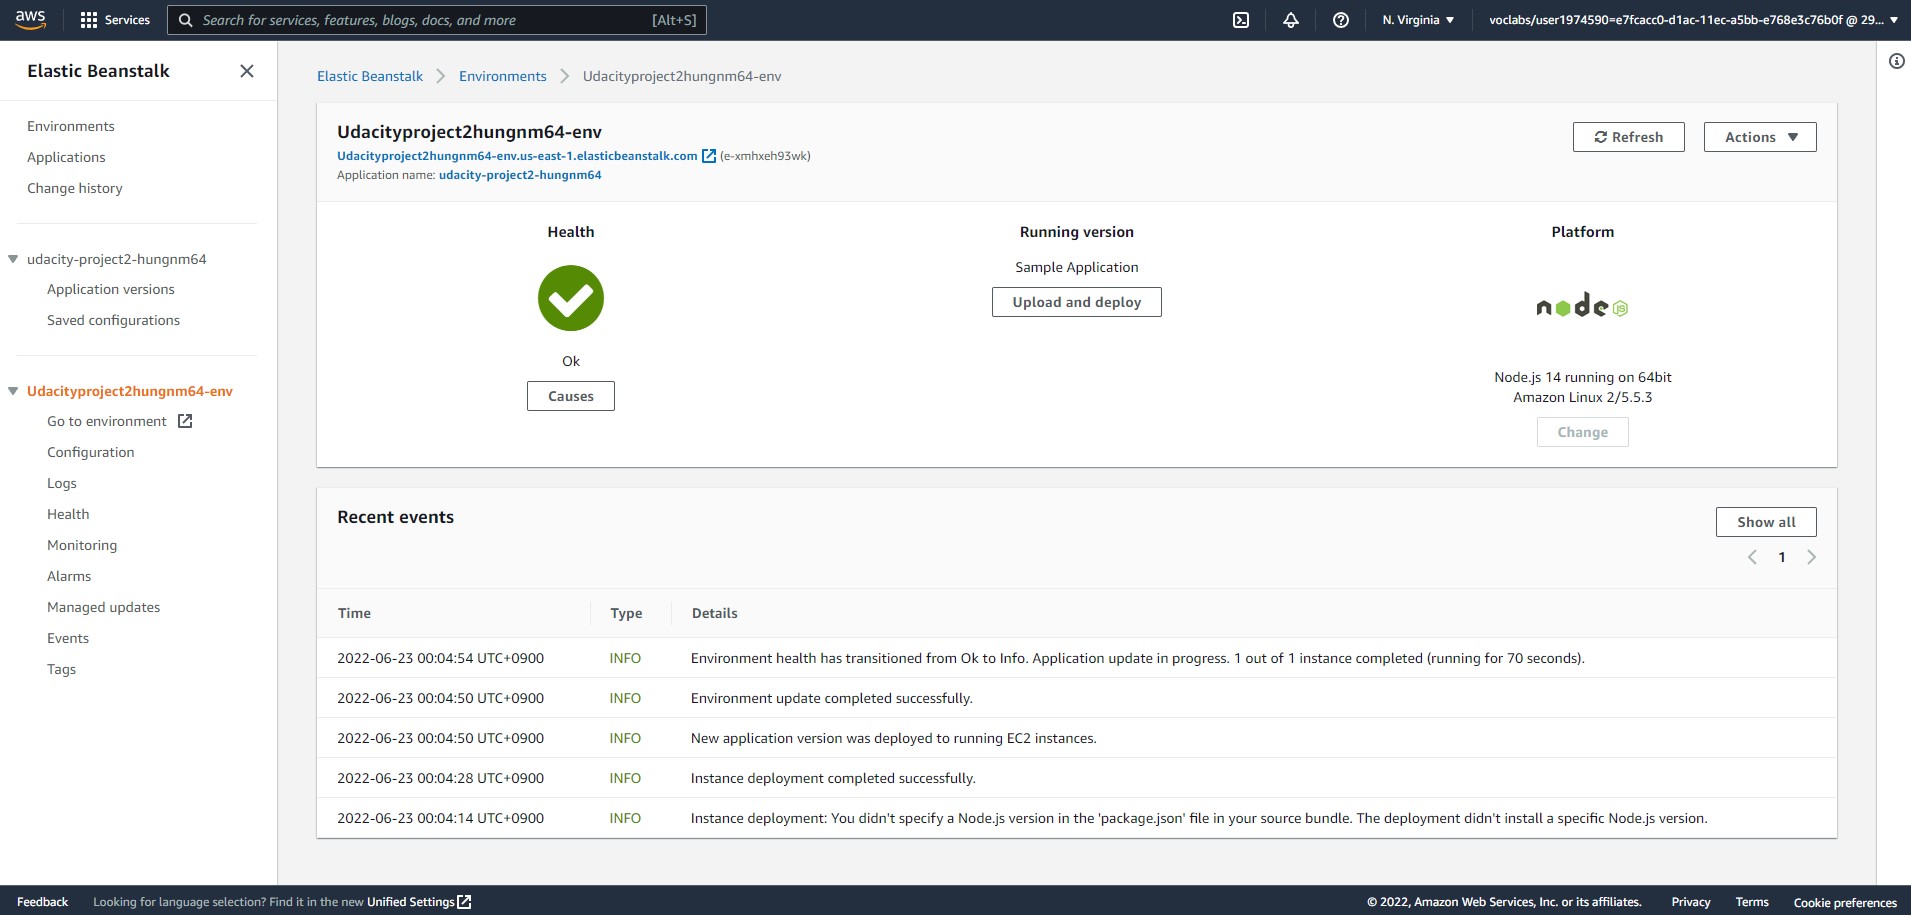 aws
Services
Search for services, features, blogs, docs, and more [Alt+S]
N. Virginia
voclabs/user1974590=e7fcacc0-d1ac-11ec-a5bb-e768e3c76b0f @ 29...
Elastic Beanstalk
Environments
Applications
Change history
udacity-project2-hungnm64
Application versions
Saved configurations
Udacityproject2hungnm64-env
Go to environment
Configuration
Logs
Health
Monitoring
Alarms
Managed updates
Events
Tags
Elastic Beanstalk > Environments > Udacityproject2hungnm64-env
Udacityproject2hungnm64-env
Udacityproject2hungnm64-env.us-east-1.elasticbeanstalk.com (e-xmhxeh93wk)
Application name: udacity-project2-hungnm64
Refresh
Actions
Health
Ok
Causes
Running version
Sample Application
Upload and deploy
Platform
node JS
Node.js 14 running on 64bit
Amazon Linux 2/5.5.3
Change
Recent events
Show all
1
Time Type Details
2022-06-23 00:04:54 UTC+0900 INFO Environment health has transitioned from Ok to Info. Application update in progress. 1 out of 1 instance completed (running for 70 seconds).
2022-06-23 00:04:50 UTC+0900 INFO Environment update completed successfully.
2022-06-23 00:04:50 UTC+0900 INFO New application version was deployed to running EC2 instances.
2022-06-23 00:04:28 UTC+0900 INFO Instance deployment completed successfully.
2022-06-23 00:04:14 UTC+0900 INFO Instance deployment: You didn't specify a Node.js version in the 'package.json' file in your source bundle. The deployment didn't install a specific Node.js version.
Feedback
Looking for language selection? Find it in the new Unified Settings
© 2022, Amazon Web Services, Inc. or its affiliates.
Privacy
Terms
Cookie preferences